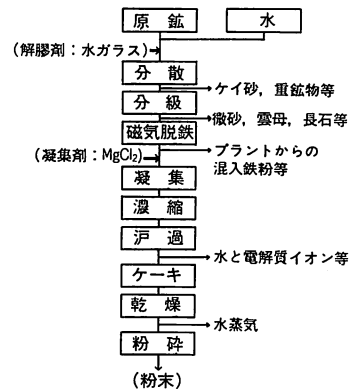 原 鉱
水
(解膠剤：水ガラス)
分 散
ケイ砂，重鉱物等
分 級
微砂，雲母，長石等
磁気脱鉄
(凝集剤：MgCl₂)
プラントからの
混入鉄粉等
凝 集
濃 縮
沪 過
水と電解質イオン等
ケーキ
乾 燥
水蒸気
粉 砕
(粉末)